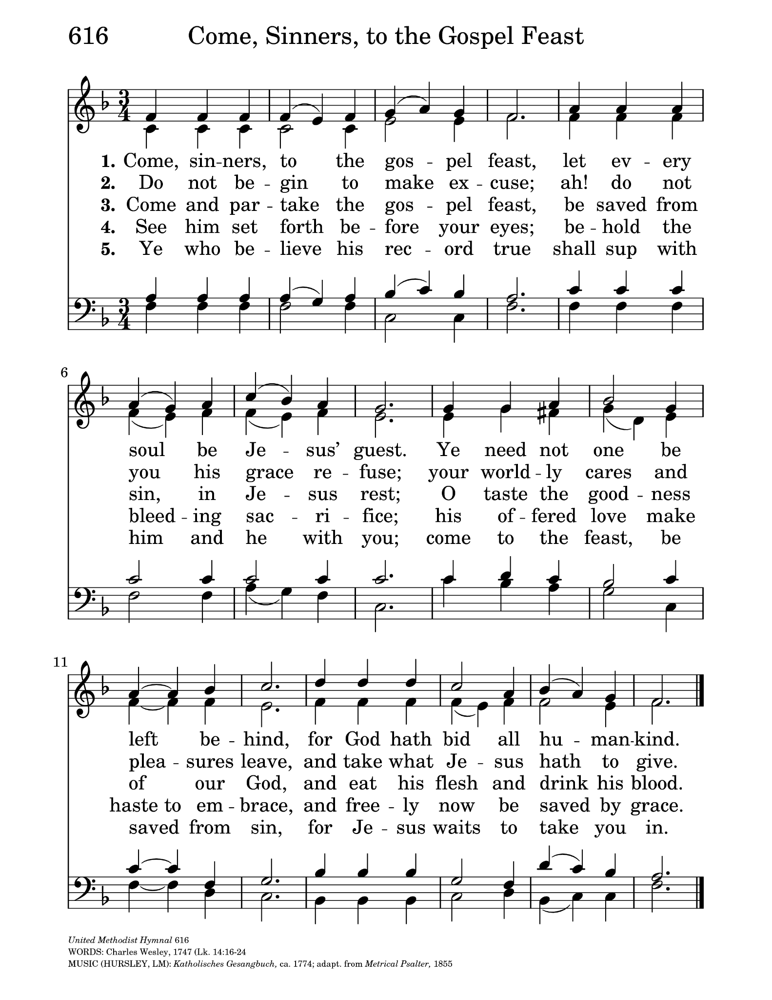 616 Come, Sinners, to the Gospel Feast
3
4
1. Come, sin -- ners, to the gos -- pel feast, let ev -- ery
2. Do not be -- gin to make ex -- cuse; ah! do not
3. Come and par -- take the gos -- pel feast, be saved from
4. See him set forth be -- fore your eyes; be -- hold the
5. Ye who be -- lieve his rec -- ord true shall sup with
3
4
6
soul be Je -- sus’ guest. Ye need not one be
you his grace re -- fuse; your world -- ly cares and
sin, in Je -- sus rest; O taste the good -- ness
bleed -- ing sac -- ri -- fice; his of -- fered love make
him and he with you; come to the feast, be
11
left be -- hind, for God hath bid all hu -- man -- kind.
plea -- sures leave, and take what Je -- sus hath to give.
of our God, and eat his flesh and drink his blood.
haste to em -- brace, and free -- ly now be saved by grace.
saved from sin, for Je -- sus waits to take you in.
United Methodist Hymnal 616
WORDS: Charles Wesley, 1747 (Lk. 14:16-24
MUSIC (HURSLEY, LM): Katholisches Gesangbuch, ca. 1774; adapt. from Metrical Psalter, 1855